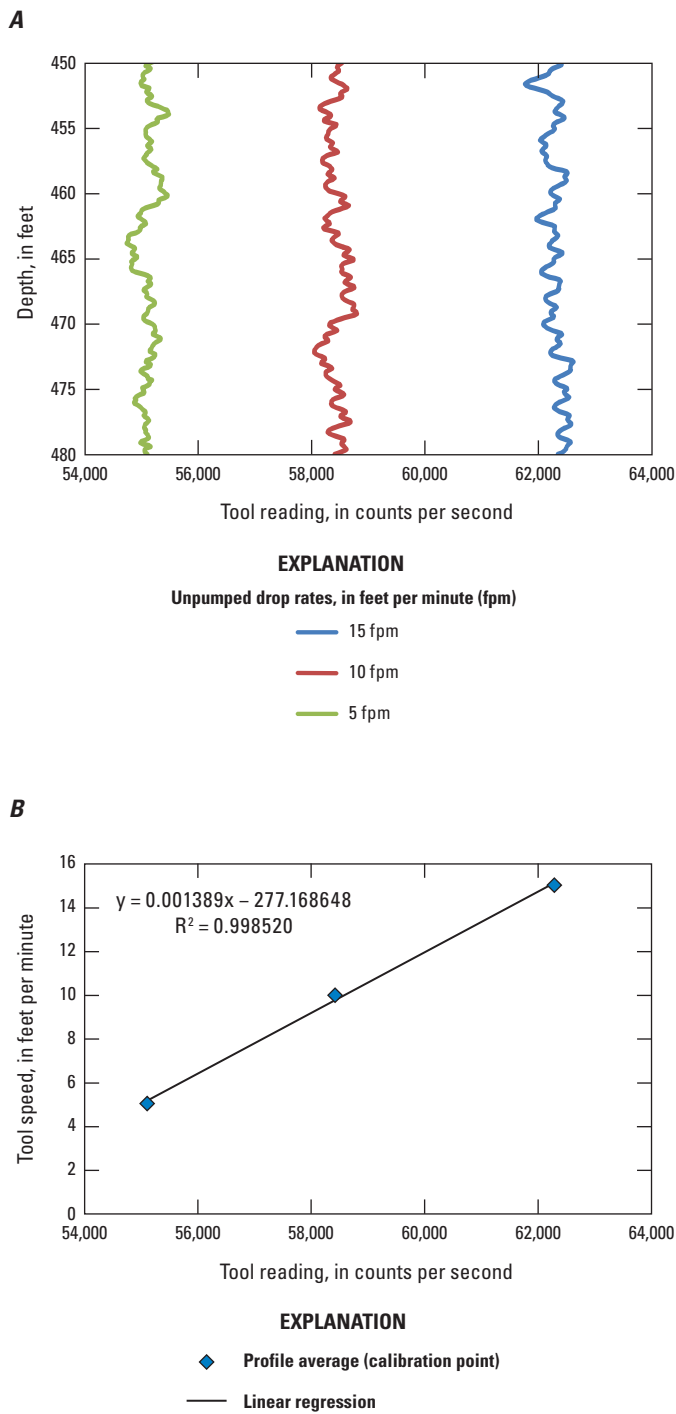 A
450
455
460
465
470
475
480
Depth, in feet
54,000 56,000 58,000 60,000 62,000 64,000
Tool reading, in counts per second
EXPLANATION
Unpumped drop rates, in feet per minute (fpm)
15 fpm
10 fpm
5 fpm
B
16
14
12
10
8
6
4
2
0
Tool speed, in feet per minute
y = 0.001389x – 277.168648
R² = 0.998520
54,000 56,000 58,000 60,000 62,000 64,000
Tool reading, in counts per second
EXPLANATION
Profile average (calibration point)
Linear regression